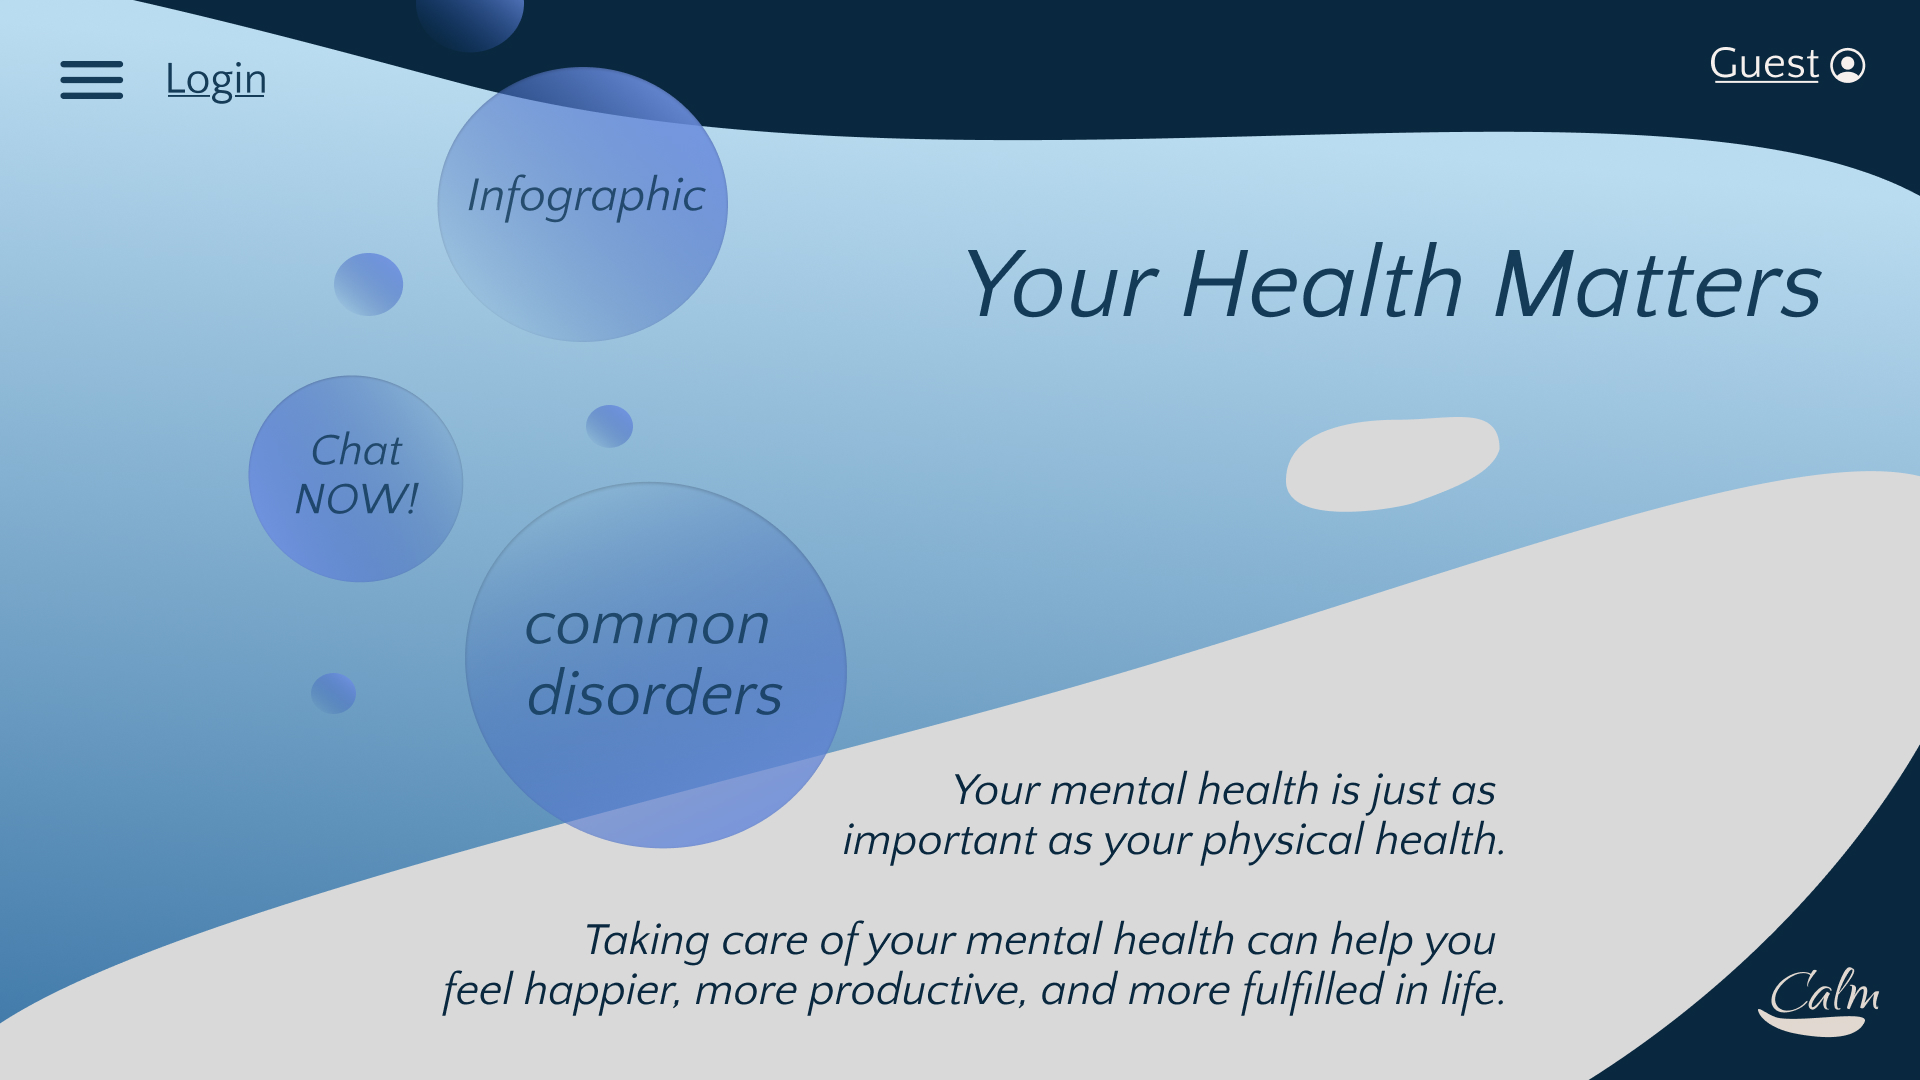 Login
Guest
Infographic
Your Health Matters
Chat
NOW!
common
disorders
Your mental health is just as
important as your physical health.
Taking care of your mental health can help you
feel happier, more productive, and more fulfilled in life.
Calm